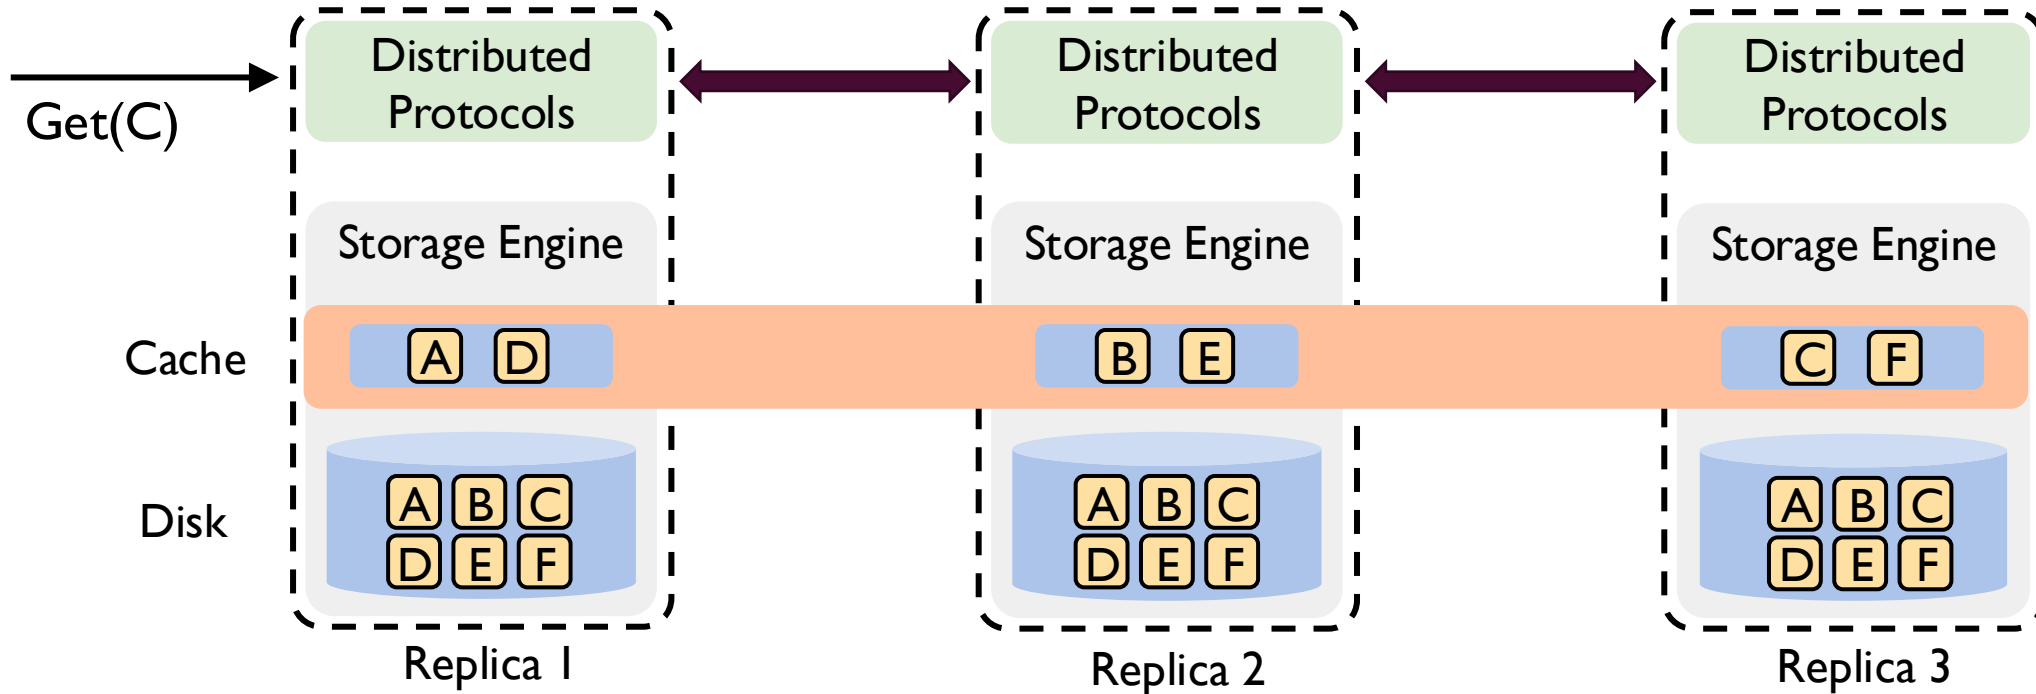 Distributed
Protocols
Distributed
Protocols
Distributed
Protocols
Get(C)
Storage Engine
Storage Engine
Storage Engine
Cache
A D
B E
C F
Disk
A B C
D E F
A B C
D E F
A B C
D E F
Replica 1
Replica 2
Replica 3